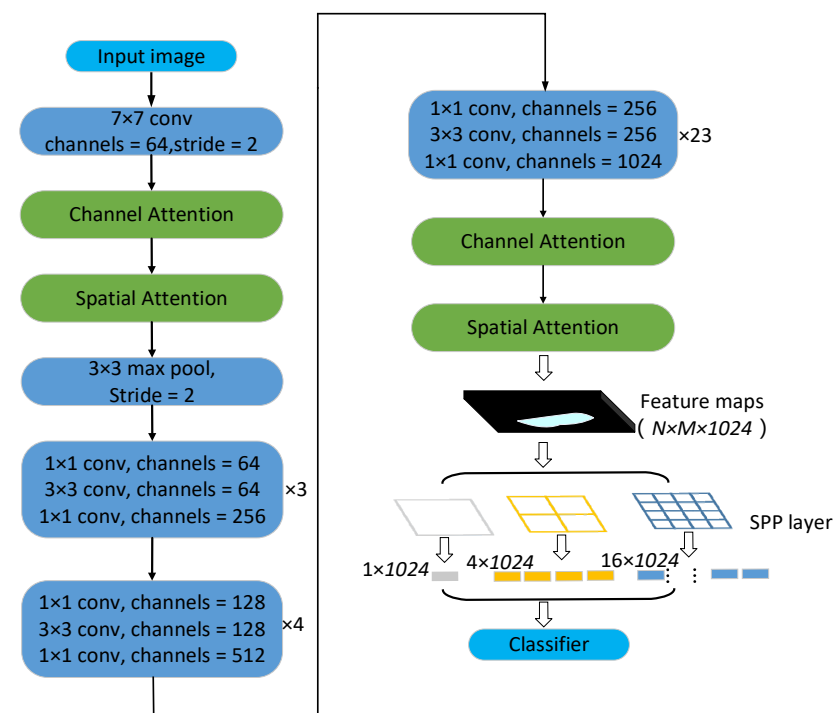 Input image
7×7 conv
channels = 64,stride = 2
Channel Attention
Spatial Attention
3×3 max pool,
Stride = 2
1×1 conv, channels = 64
3×3 conv, channels = 64
1×1 conv, channels = 256
×3
1×1 conv, channels = 128
3×3 conv, channels = 128
1×1 conv, channels = 512
×4
1×1 conv, channels = 256
3×3 conv, channels = 256
1×1 conv, channels = 1024
×23
Channel Attention
Spatial Attention
Feature maps
( N×M×1024 )
SPP layer
1×1024
4×1024
16×1024
Classifier